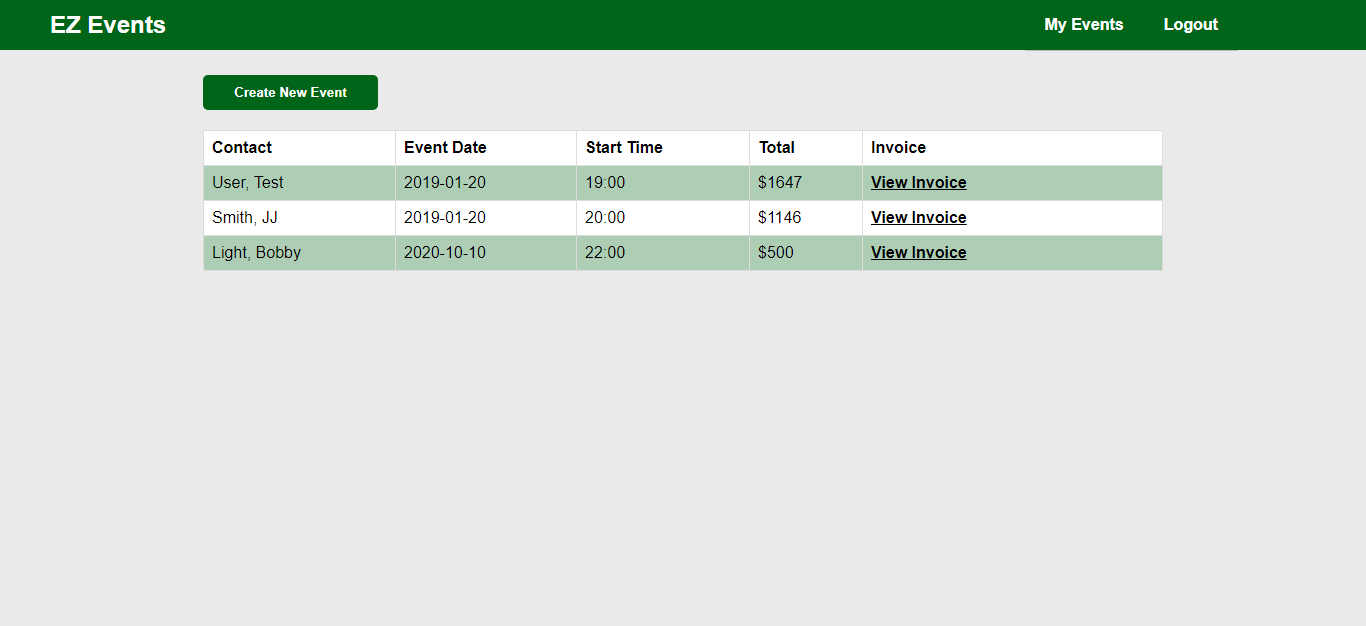 EZ Events My Events Logout
Create New Event
Contact Event Date Start Time Total Invoice
User, Test 2019-01-20 19:00 $1647 View Invoice
Smith, JJ 2019-01-20 20:00 $1146 View Invoice
Light, Bobby 2020-10-10 22:00 $500 View Invoice